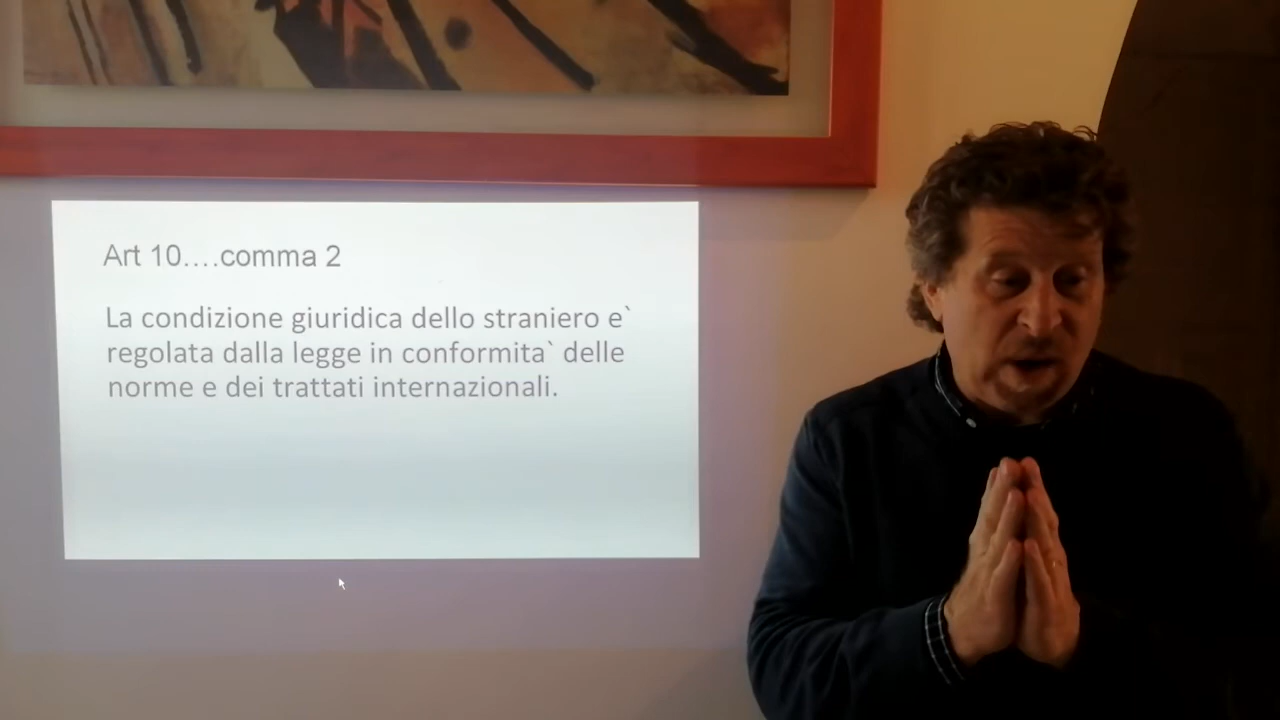 Art 10....comma 2
La condizione giuridica dello straniero e`
regolata dalla legge in conformita` delle
norme e dei trattati internazionali.